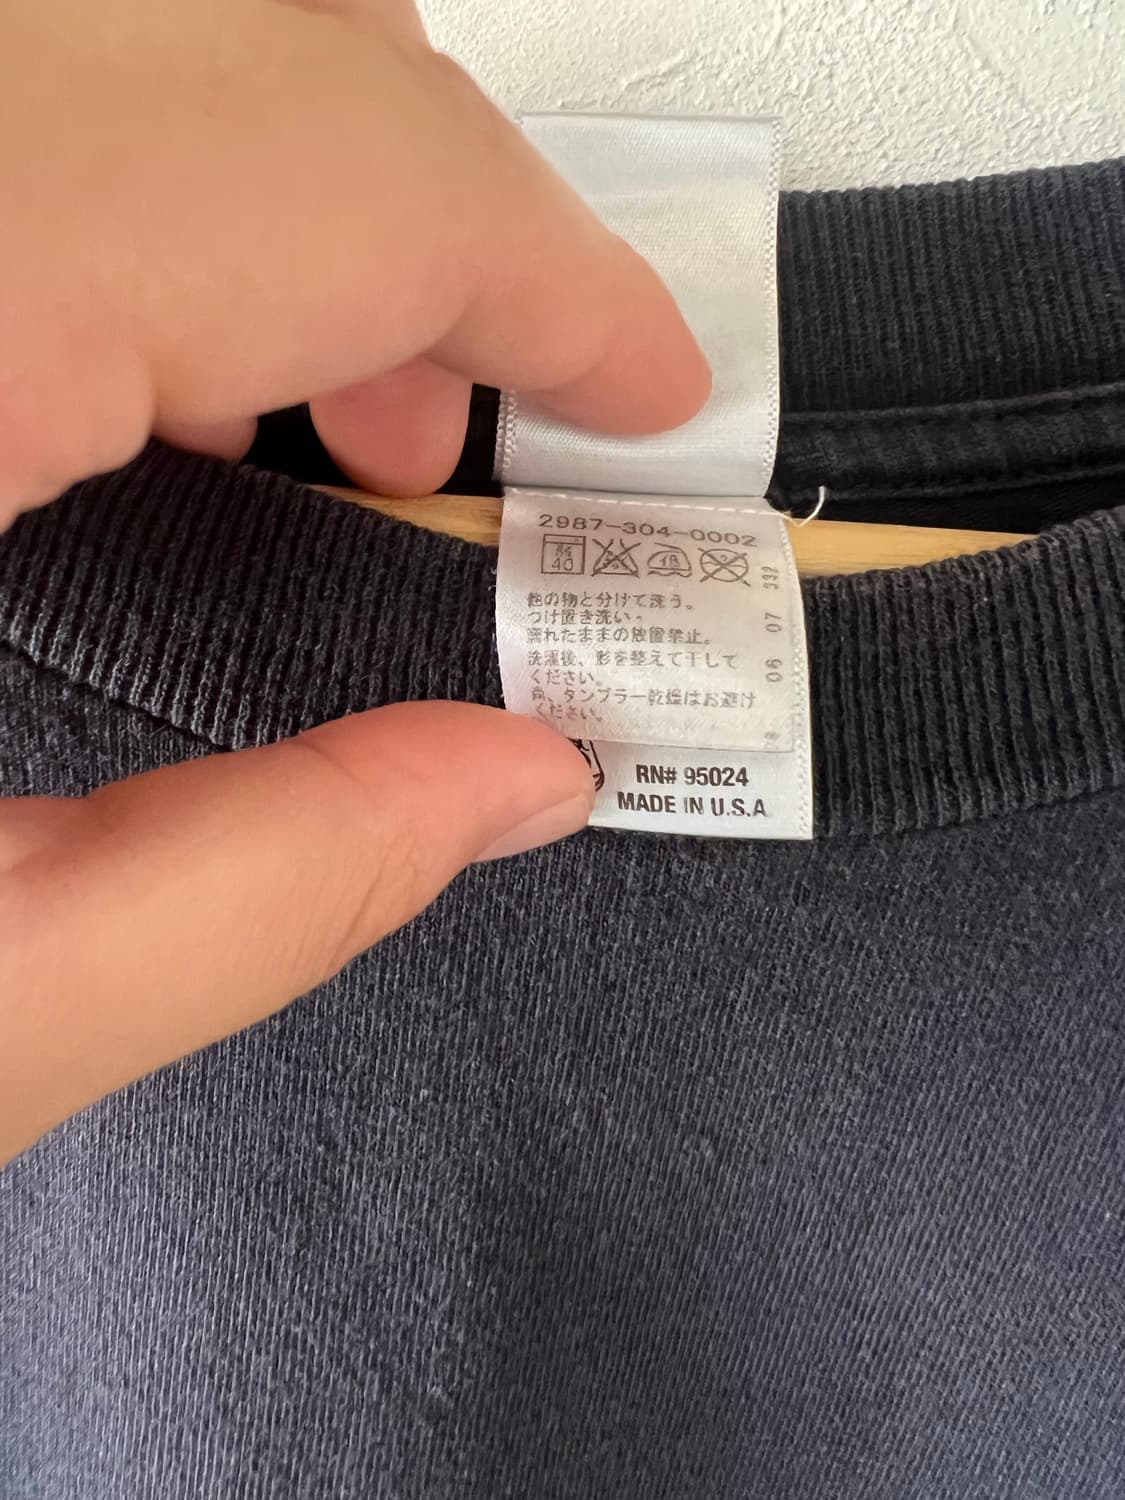 2987-304-0002
40
他の物と分けて洗う。
つけ置き洗い・
濡れたままの放置禁止。
洗濯後、形を整えて干して
ください。
尚、タンブラー乾燥はお避け
ください。
06 07 332
RN# 95024
MADE IN U.S.A